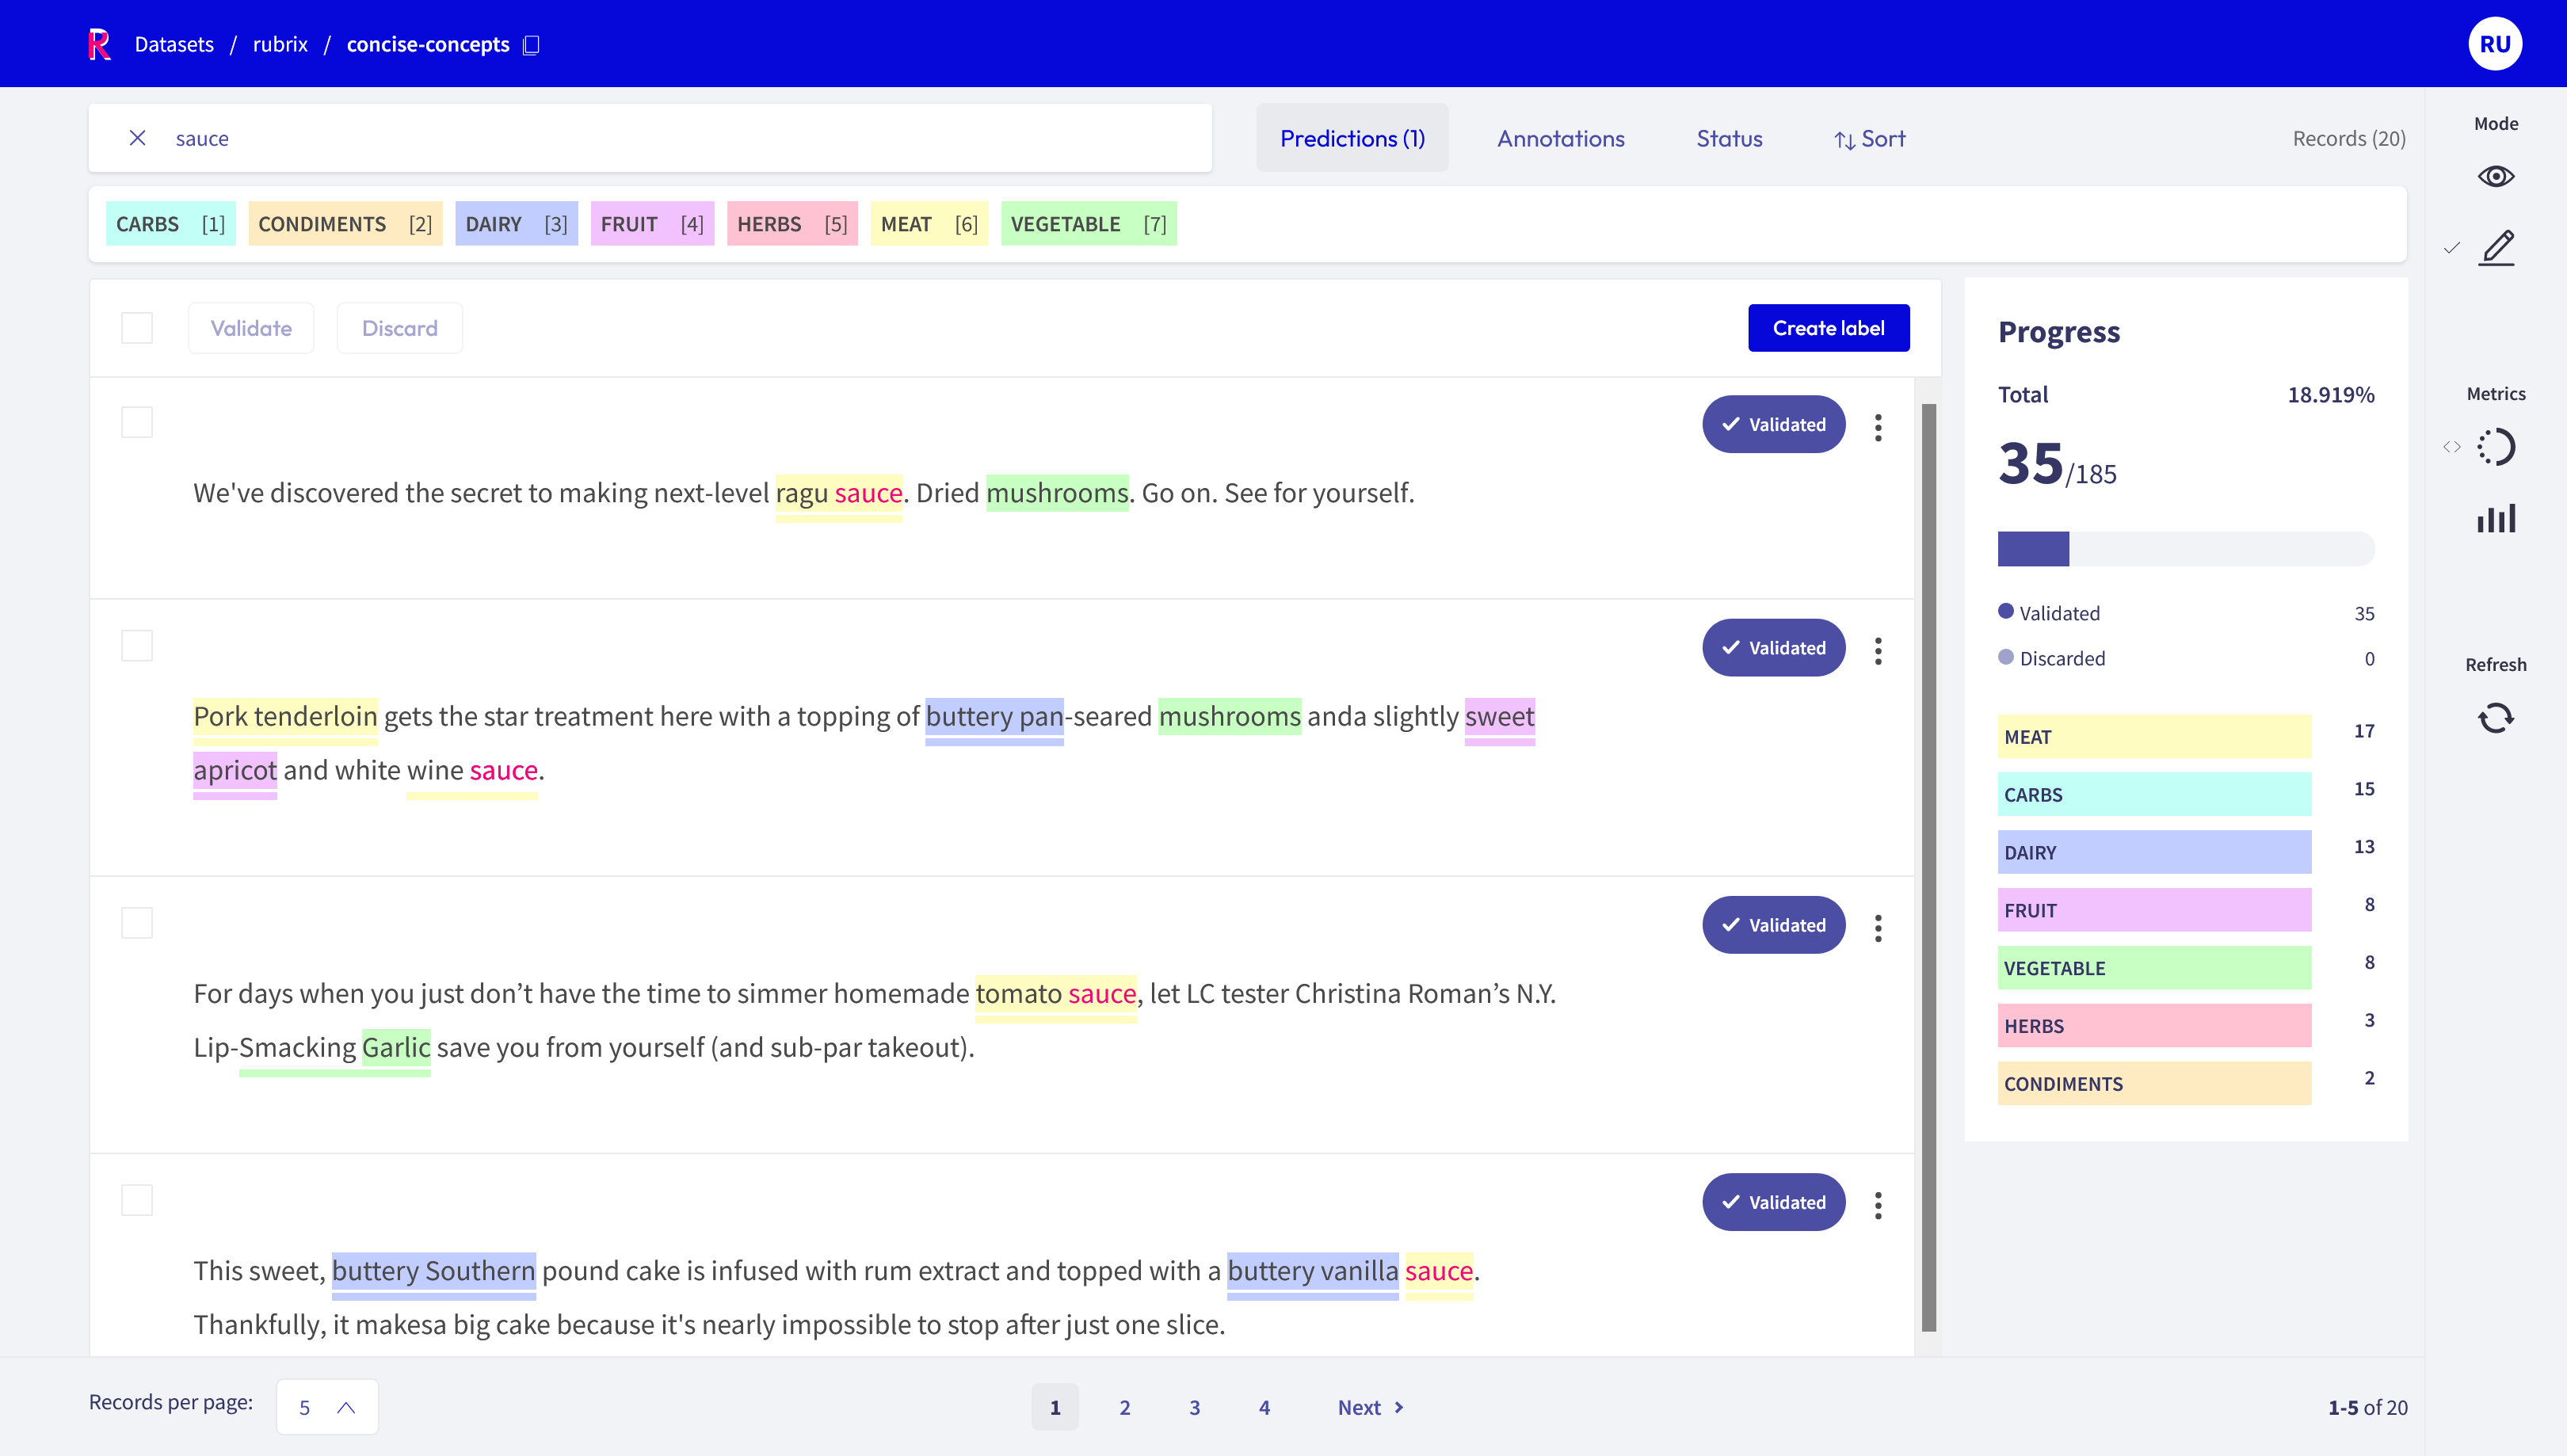 R Datasets / rubrix / concise-concepts
RU
sauce
Predictions (1) Annotations Status Sort
Records (20)
CARBS [1] CONDIMENTS [2] DAIRY [3] FRUIT [4] HERBS [5] MEAT [6] VEGETABLE [7]
Validate Discard
Create label
Validated
We've discovered the secret to making next-level ragu sauce. Dried mushrooms. Go on. See for yourself.
Validated
Pork tenderloin gets the star treatment here with a topping of buttery pan-seared mushrooms anda slightly sweet
apricot and white wine sauce.
Validated
For days when you just don’t have the time to simmer homemade tomato sauce, let LC tester Christina Roman’s N.Y.
Lip-Smacking Garlic save you from yourself (and sub-par takeout).
Validated
This sweet, buttery Southern pound cake is infused with rum extract and topped with a buttery vanilla sauce.
Thankfully, it makesa big cake because it's nearly impossible to stop after just one slice.
Records per page: 5
1 2 3 4 Next
1-5 of 20
Progress
Total 18.919%
35/185
Validated 35
Discarded 0
MEAT 17
CARBS 15
DAIRY 13
FRUIT 8
VEGETABLE 8
HERBS 3
CONDIMENTS 2
Mode
Metrics
Refresh